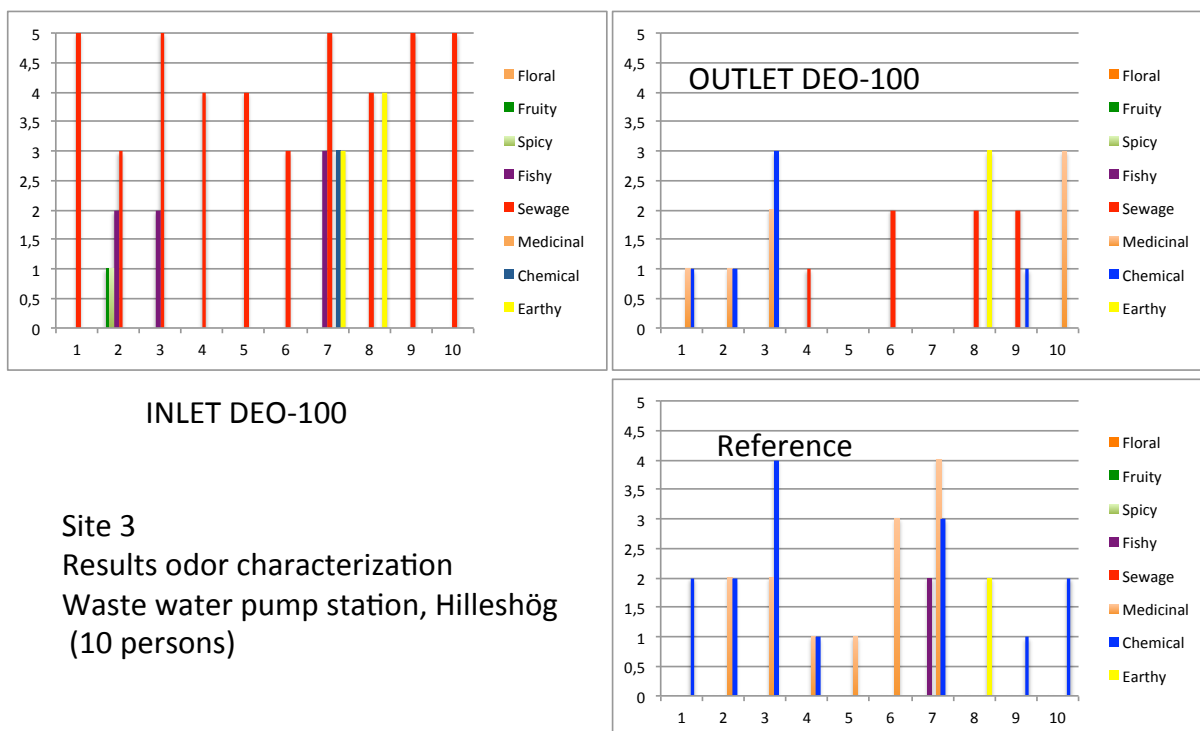 5
4,5
4
3,5
3
2,5
2
1,5
1
0,5
0
1 2 3 4 5 6 7 8 9 10
Floral
Fruity
Spicy
Fishy
Sewage
Medicinal
Chemical
Earthy
INLET DEO-100
OUTLET DEO-100
5
4,5
4
3,5
3
2,5
2
1,5
1
0,5
0
1 2 3 4 5 6 7 8 9 10
Floral
Fruity
Spicy
Fishy
Sewage
Medicinal
Chemical
Earthy
Site 3
Results odor characterization
Waste water pump station, Hilleshög
(10 persons)
Reference
5
4,5
4
3,5
3
2,5
2
1,5
1
0,5
0
1 2 3 4 5 6 7 8 9 10
Floral
Fruity
Spicy
Fishy
Sewage
Medicinal
Chemical
Earthy